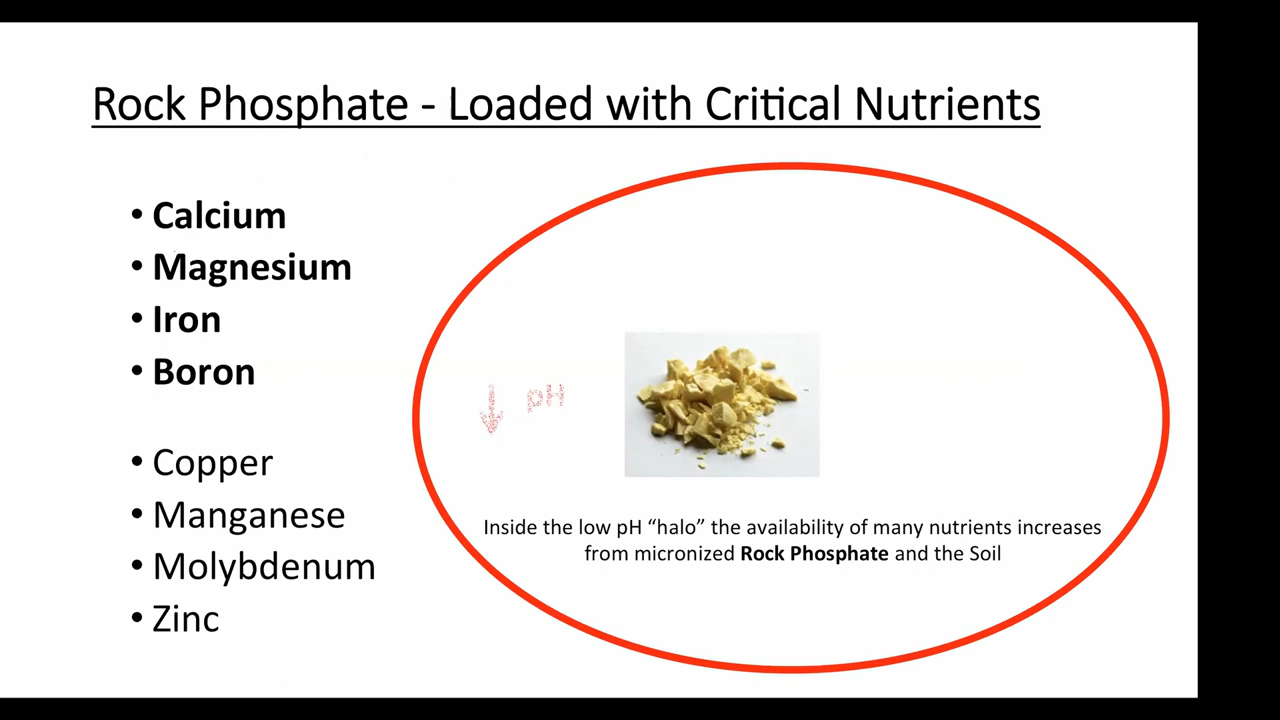 Rock Phosphate - Loaded with Critical Nutrients
• Calcium
• Magnesium
• Iron
• Boron
• Copper
• Manganese
• Molybdenum
• Zinc
↓ pH
Inside the low pH “halo” the availability of many nutrients increases
from micronized Rock Phosphate and the Soil